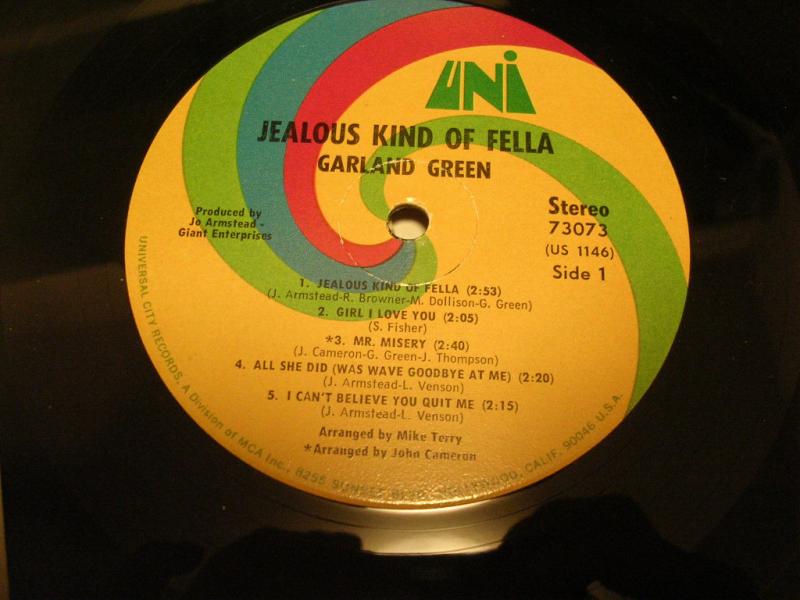 UNi
JEALOUS KIND OF FELLA
GARLAND GREEN
Produced by
Jo Armstead -
Giant Enterprises
Stereo
73073
(US 1146)
Side 1
1. JEALOUS KIND OF FELLA (2:53)
(J. Armstead-R. Browner-M. Dollison-G. Green)
2. GIRL I LOVE YOU (2:05)
(S. Fisher)
*3. MR. MISERY (2:40)
(J. Cameron-G. Green-J. Thompson)
4. ALL SHE DID (WAS WAVE GOODBYE AT ME) (2:20)
(J. Armstead-L. Venson)
5. I CAN'T BELIEVE YOU QUIT ME (2:15)
(J. Armstead-L. Venson)
Arranged by Mike Terry
*Arranged by John Cameron
UNIVERSAL CITY RECORDS, A Division of MCA Inc., 8255 SUNSET BLVD., HOLLYWOOD, CALIF. 90046 U.S.A.